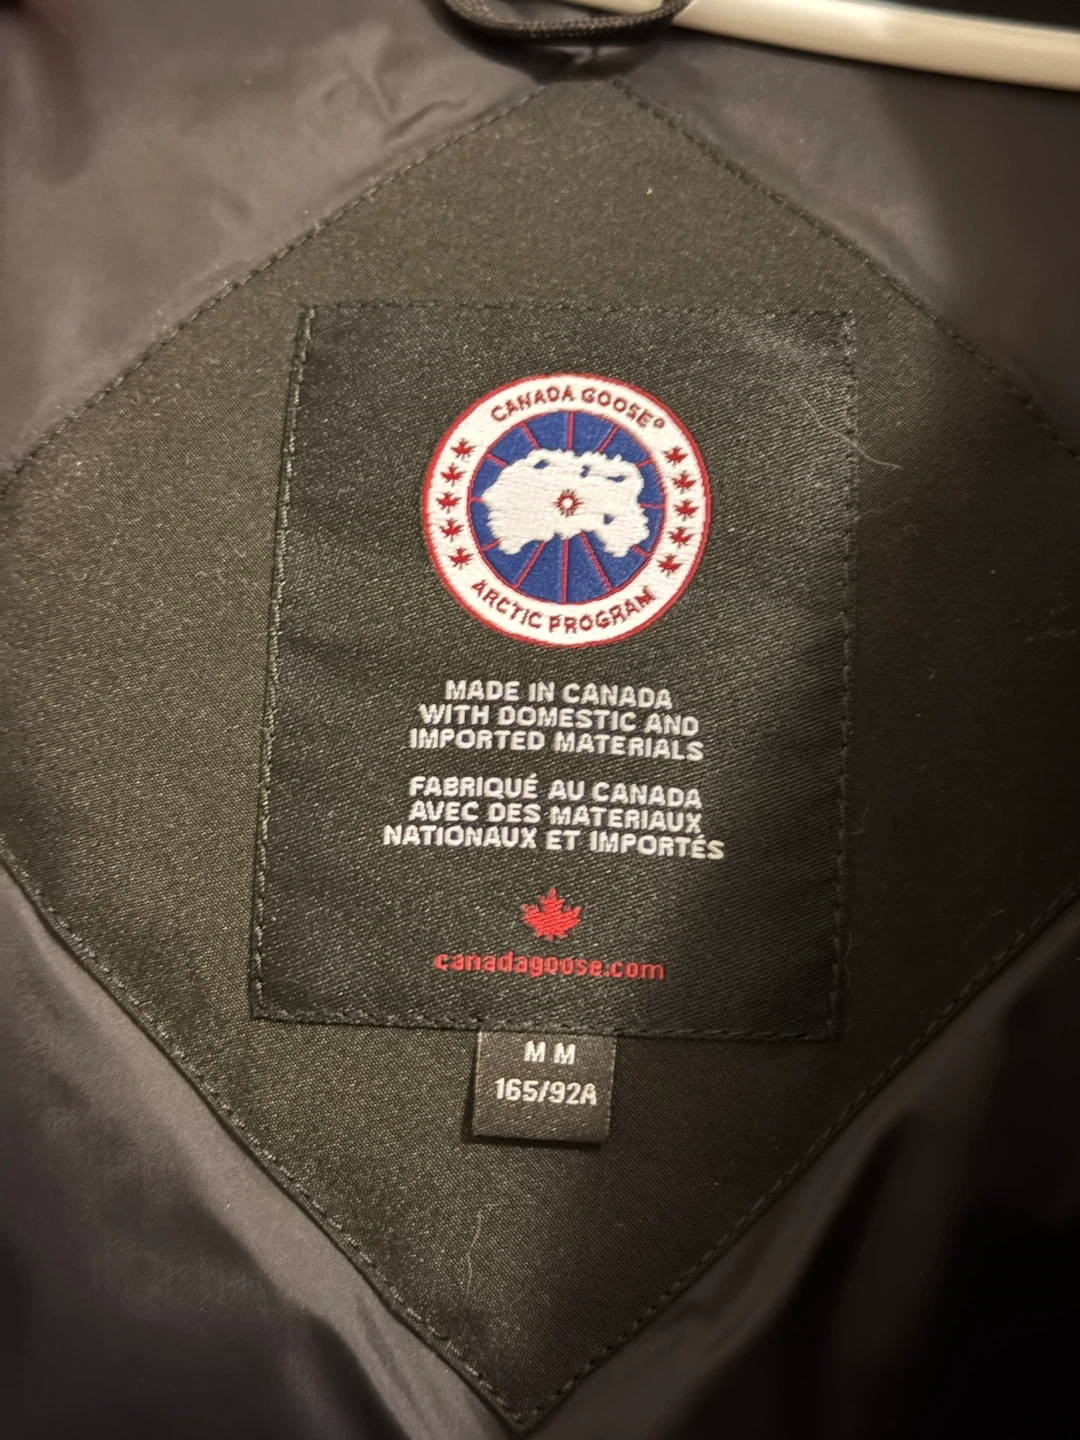 CANADA GOOSE®
ARCTIC PROGRAM
MADE IN CANADA
WITH DOMESTIC AND
IMPORTED MATERIALS
FABRIQUÉ AU CANADA
AVEC DES MATERIAUX
NATIONAUX ET IMPORTÉS
canadagoose.com
M M
165/92A